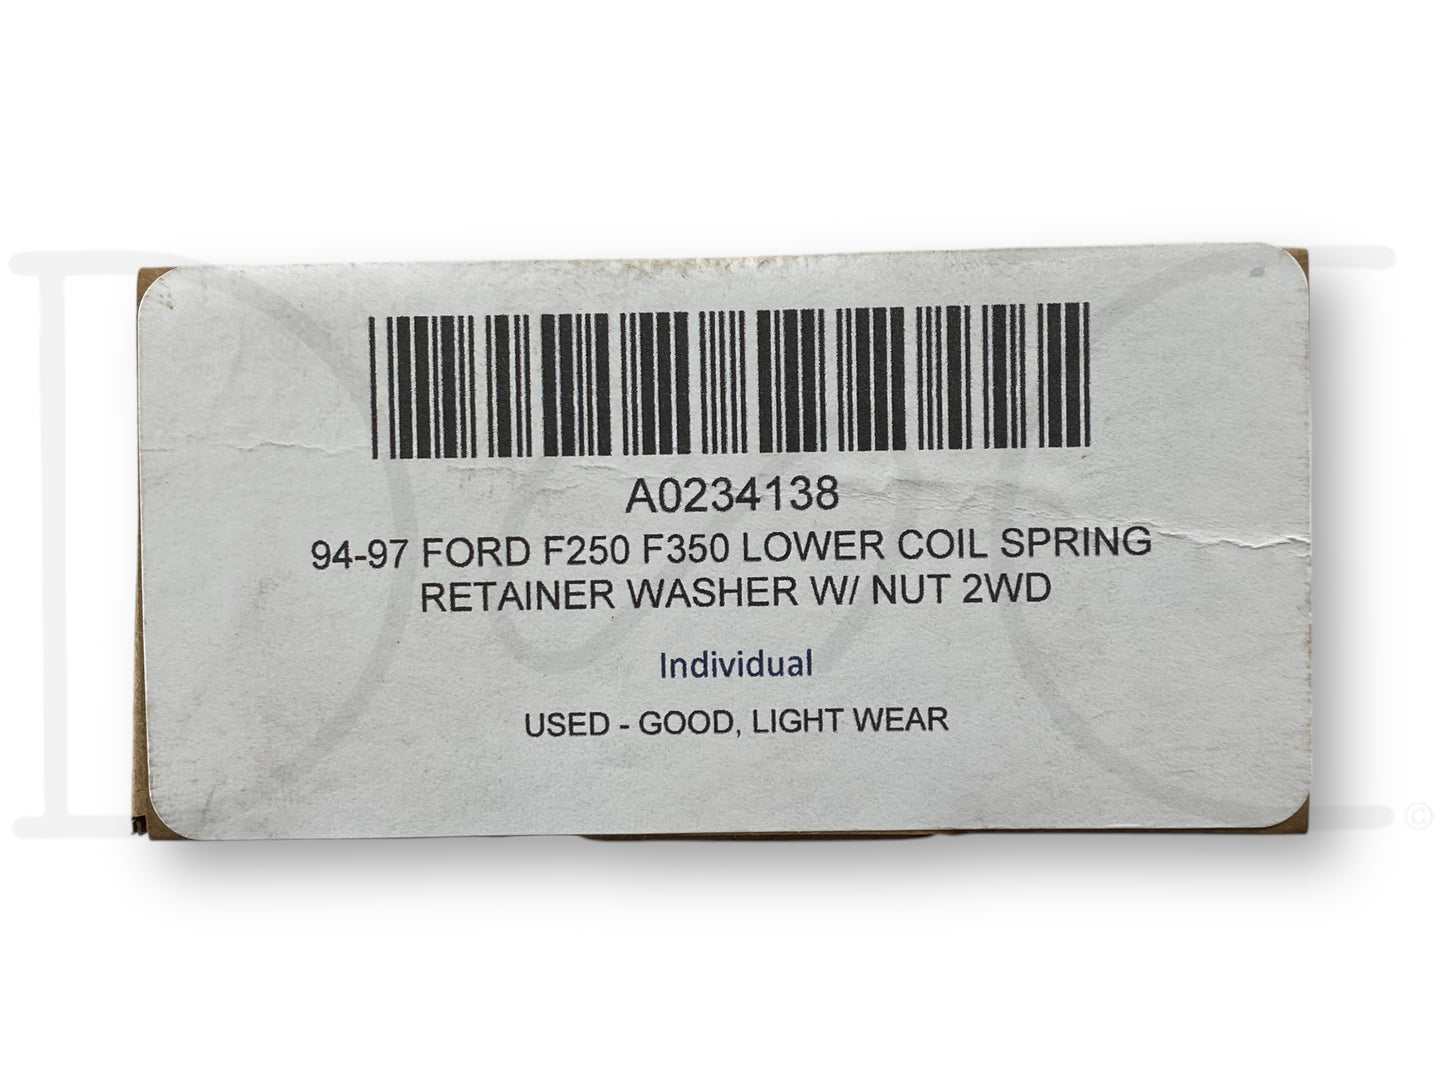 A0234138
94-97 FORD F250 F350 LOWER COIL SPRING
RETAINER WASHER W/ NUT 2WD
Individual
USED - GOOD, LIGHT WEAR
©